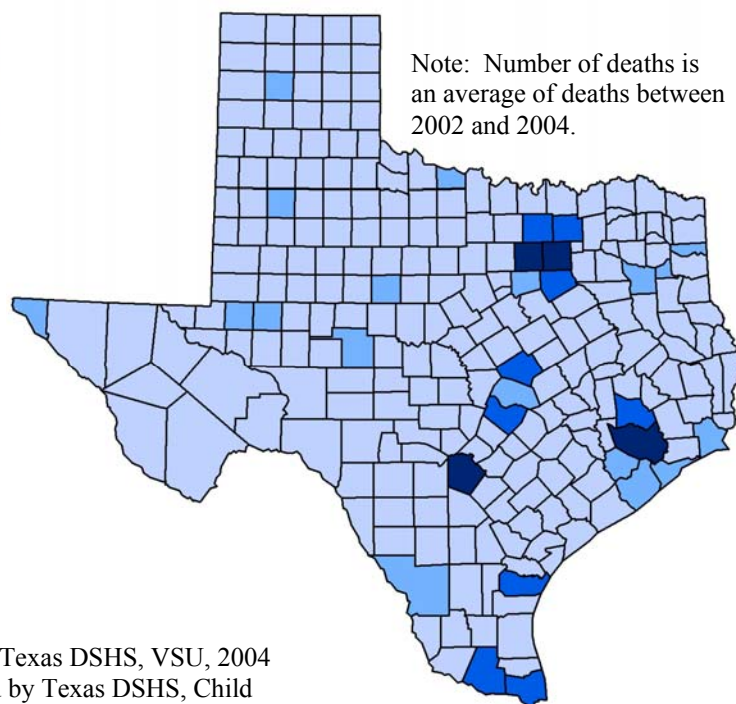 Note:  Number of deaths is
an average of deaths between
2002 and 2004.
Texas DSHS, VSU, 2004
by Texas DSHS, Child